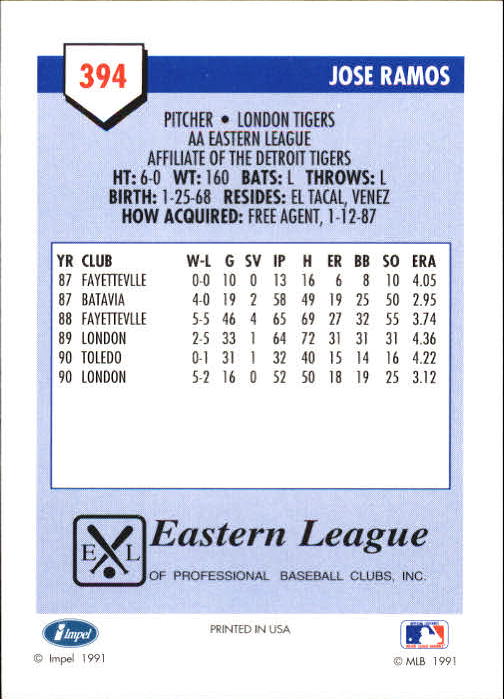 394
JOSE RAMOS
PITCHER • LONDON TIGERS
AA EASTERN LEAGUE
AFFILIATE OF THE DETROIT TIGERS
HT: 6-0 WT: 160 BATS: L THROWS: L
BIRTH: 1-25-68 RESIDES: EL TACAL, VENEZ
HOW ACQUIRED: FREE AGENT, 1-12-87
YR CLUB W-L G SV IP H ER BB SO ERA
87 FAYETTEVLLE 0-0 10 0 13 16 6 8 10 4.05
87 BATAVIA 4-0 19 2 58 49 19 25 50 2.95
88 FAYETTEVLLE 5-5 46 4 65 69 27 32 55 3.74
89 LONDON 2-5 33 1 64 72 31 31 31 4.36
90 TOLEDO 0-1 31 1 32 40 15 14 16 4.22
90 LONDON 5-2 16 0 52 50 18 19 25 3.12
E L
Eastern League
OF PROFESSIONAL BASEBALL CLUBS, INC.
Impel
PRINTED IN USA
© Impel 1991
© MLB 1991